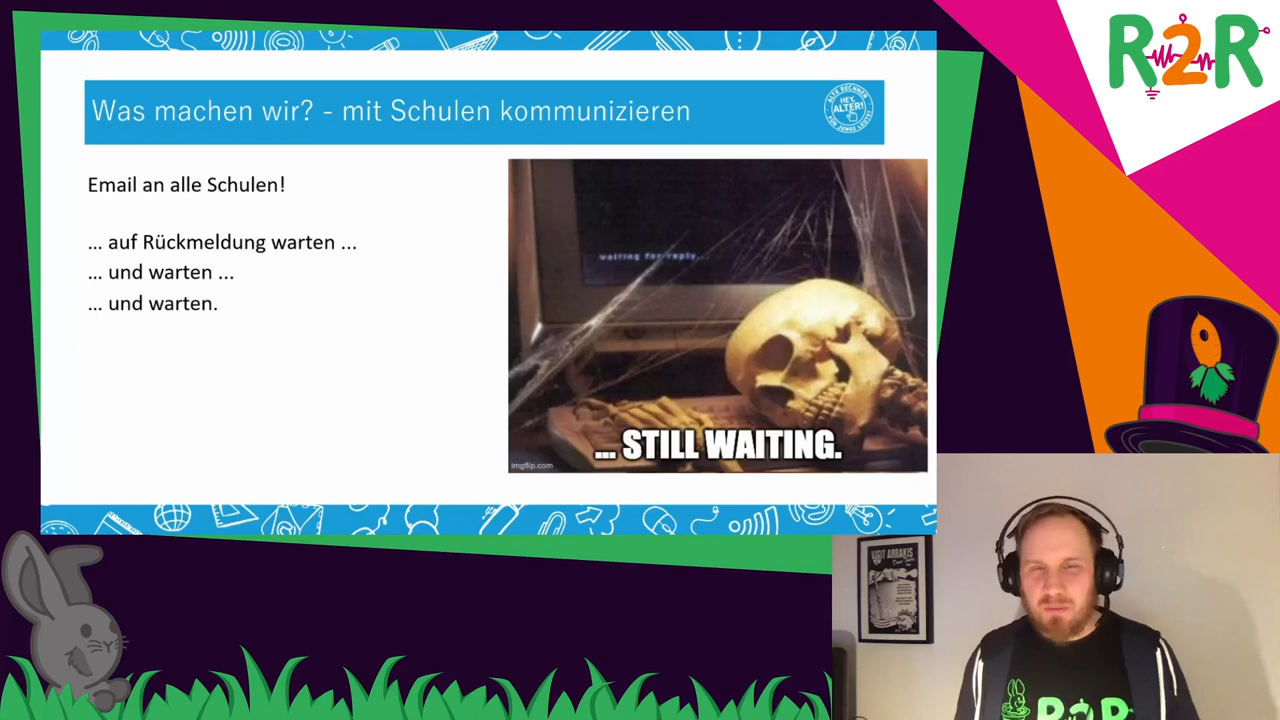 R2R
Was machen wir? - mit Schulen kommunizieren
ALTE RECHNER
HEY,
ALTER!
FÜR JUNGE LEUTE
Email an alle Schulen!
... auf Rückmeldung warten ...
... und warten ...
... und warten.
waiting for reply...
... STILL WAITING.
imgflip.com
VISIT ARRAKIS
R2R